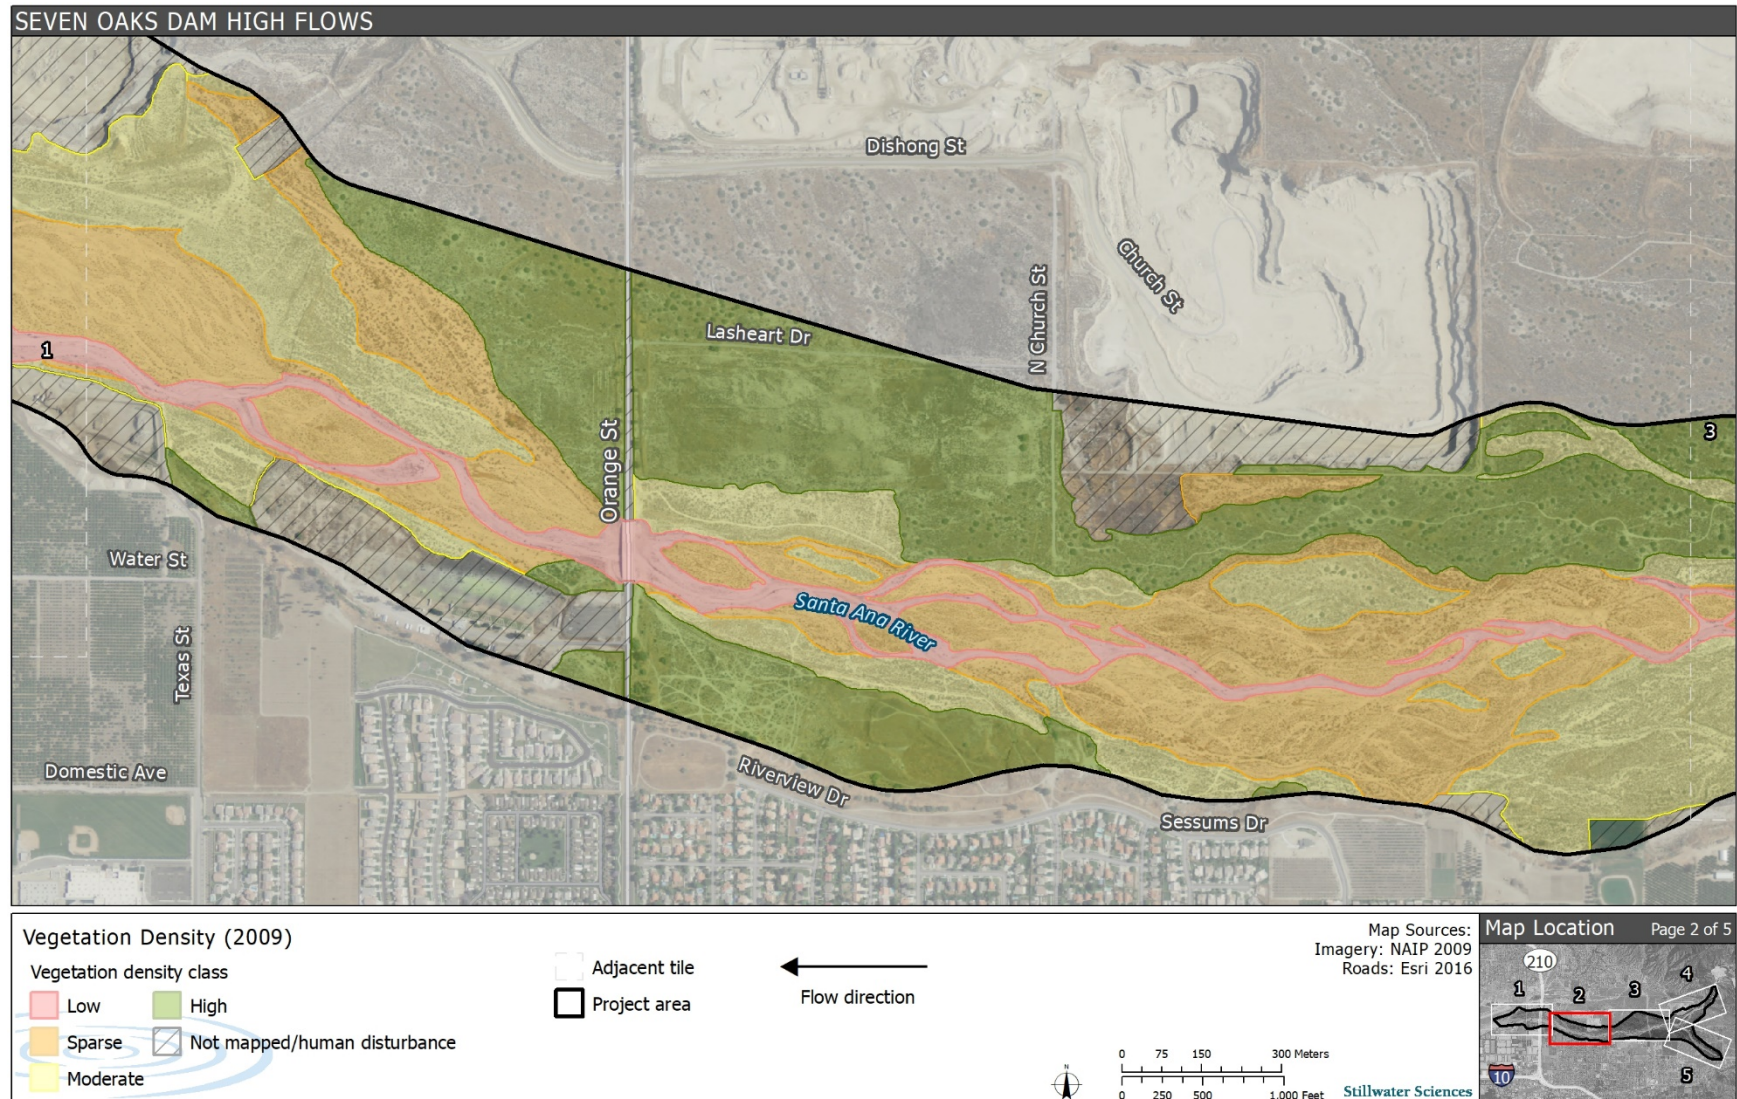 SEVEN OAKS DAM HIGH FLOWS
Dishong St
Church St
N Church St
Lasheart Dr
1
3
Orange St
Water St
Santa Ana River
Texas St
Domestic Ave
Riverview Dr
Sessums Dr
Vegetation Density (2009)
Vegetation density class
Low
High
Sparse
Not mapped/human disturbance
Moderate
Adjacent tile
Project area
Flow direction
Map Sources:
Imagery: NAIP 2009
Roads: Esri 2016
N
0 75 150 300 Meters
0 250 500 1,000 Feet
Stillwater Sciences
Map Location Page 2 of 5
210
4
1
2
3
10
5